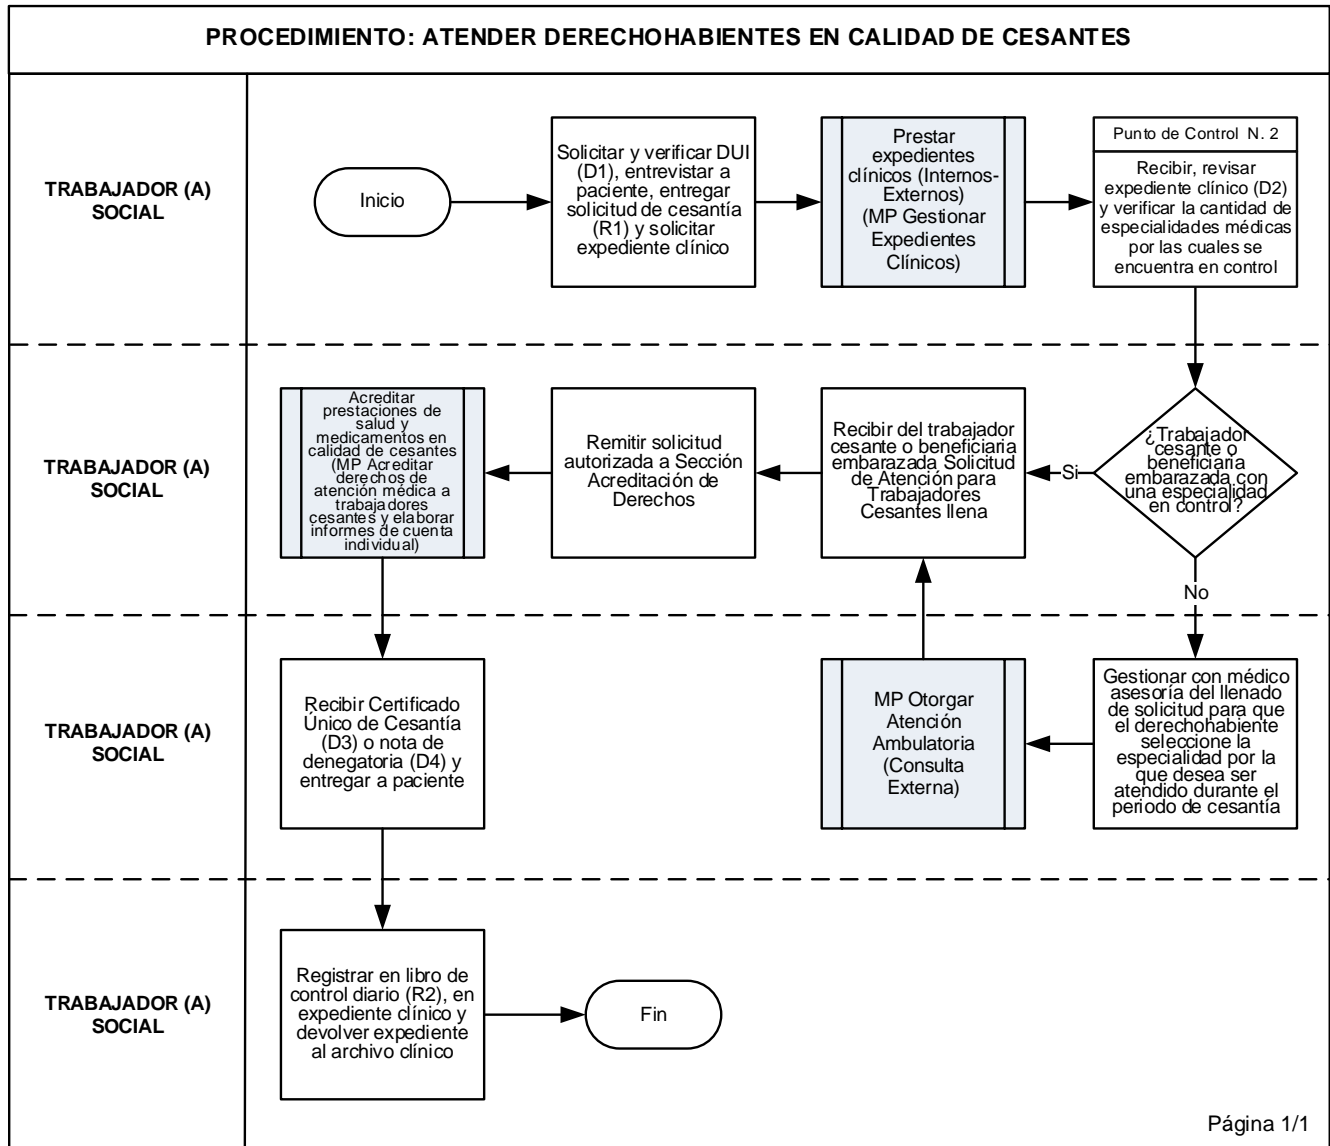 PROCEDIMIENTO: ATENDER DERECHOHABIENTES EN CALIDAD DE CESANTES
TRABAJADOR (A)
SOCIAL
Inicio
Solicitar y verificar DUI
(D1), entrevistar a
paciente, entregar
solicitud de cesantía
(R1) y solicitar
expediente clínico
Prestar
expedientes
clínicos (Internos-
Externos)
(MP Gestionar
Expedientes
Clínicos)
Punto de Control N. 2
Recibir, revisar
expediente clínico (D2)
y verificar la cantidad de
especialidades médicas
por las cuales se
encuentra en control
TRABAJADOR (A)
SOCIAL
Acreditar
prestaciones de
salud y
medicamentos en
calidad de cesantes
(MP Acreditar
derechos de
atención médica a
trabajadores
cesantes y elaborar
informes de cuenta
individual)
Remitir solicitud
autorizada a Sección
Acreditación de
Derechos
Recibir del trabajador
cesante o beneficiaria
embarazada Solicitud
de Atención para
Trabajadores
Cesantes llena
Si
¿Trabajador
cesante o
beneficiaria
embarazada con
una especialidad
en control?
No
TRABAJADOR (A)
SOCIAL
Recibir Certificado
Único de Cesantía
(D3) o nota de
denegatoria (D4) y
entregar a paciente
MP Otorgar
Atención
Ambulatoria
(Consulta
Externa)
Gestionar con médico
asesoría del llenado
de solicitud para que
el derechohabiente
seleccione la
especialidad por la
que desea ser
atendido durante el
periodo de cesantía
TRABAJADOR (A)
SOCIAL
Registrar en libro de
control diario (R2), en
expediente clínico y
devolver expediente
al archivo clínico
Fin
Página 1/1